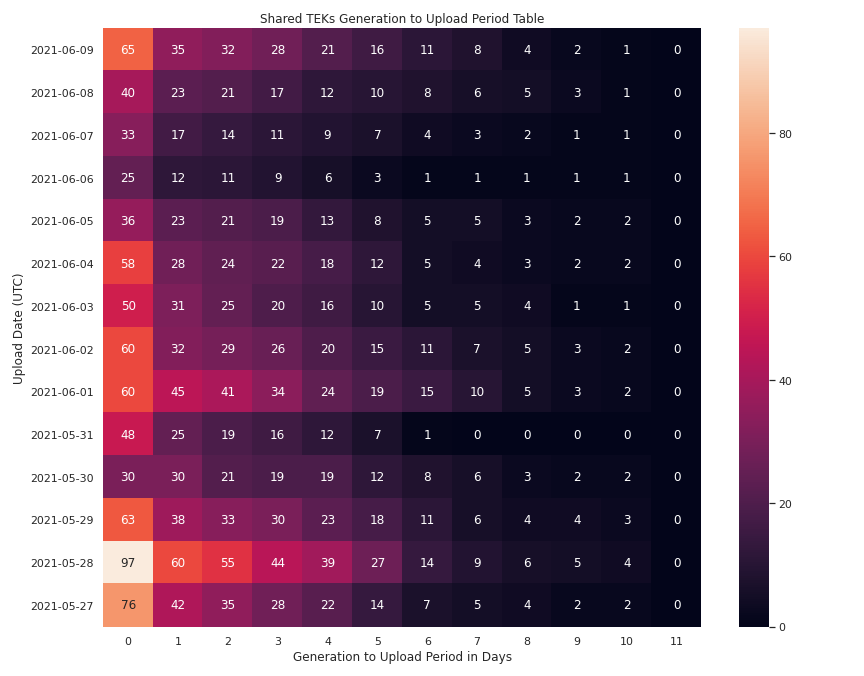 Shared TEKs Generation to Upload Period Table
Upload Date (UTC)
2021-06-09 65 35 32 28 21 16 11 8 4 2 1 0
2021-06-08 40 23 21 17 12 10 8 6 5 3 1 0
2021-06-07 33 17 14 11 9 7 4 3 2 1 1 0
2021-06-06 25 12 11 9 6 3 1 1 1 1 1 0
2021-06-05 36 23 21 19 13 8 5 5 3 2 2 0
2021-06-04 58 28 24 22 18 12 5 4 3 2 2 0
2021-06-03 50 31 25 20 16 10 5 5 4 1 1 0
2021-06-02 60 32 29 26 20 15 11 7 5 3 2 0
2021-06-01 60 45 41 34 24 19 15 10 5 3 2 0
2021-05-31 48 25 19 16 12 7 1 0 0 0 0 0
2021-05-30 30 30 21 19 19 12 8 6 3 2 2 0
2021-05-29 63 38 33 30 23 18 11 6 4 4 3 0
2021-05-28 97 60 55 44 39 27 14 9 6 5 4 0
2021-05-27 76 42 35 28 22 14 7 5 4 2 2 0
0 1 2 3 4 5 6 7 8 9 10 11
Generation to Upload Period in Days
80
60
40
20
0